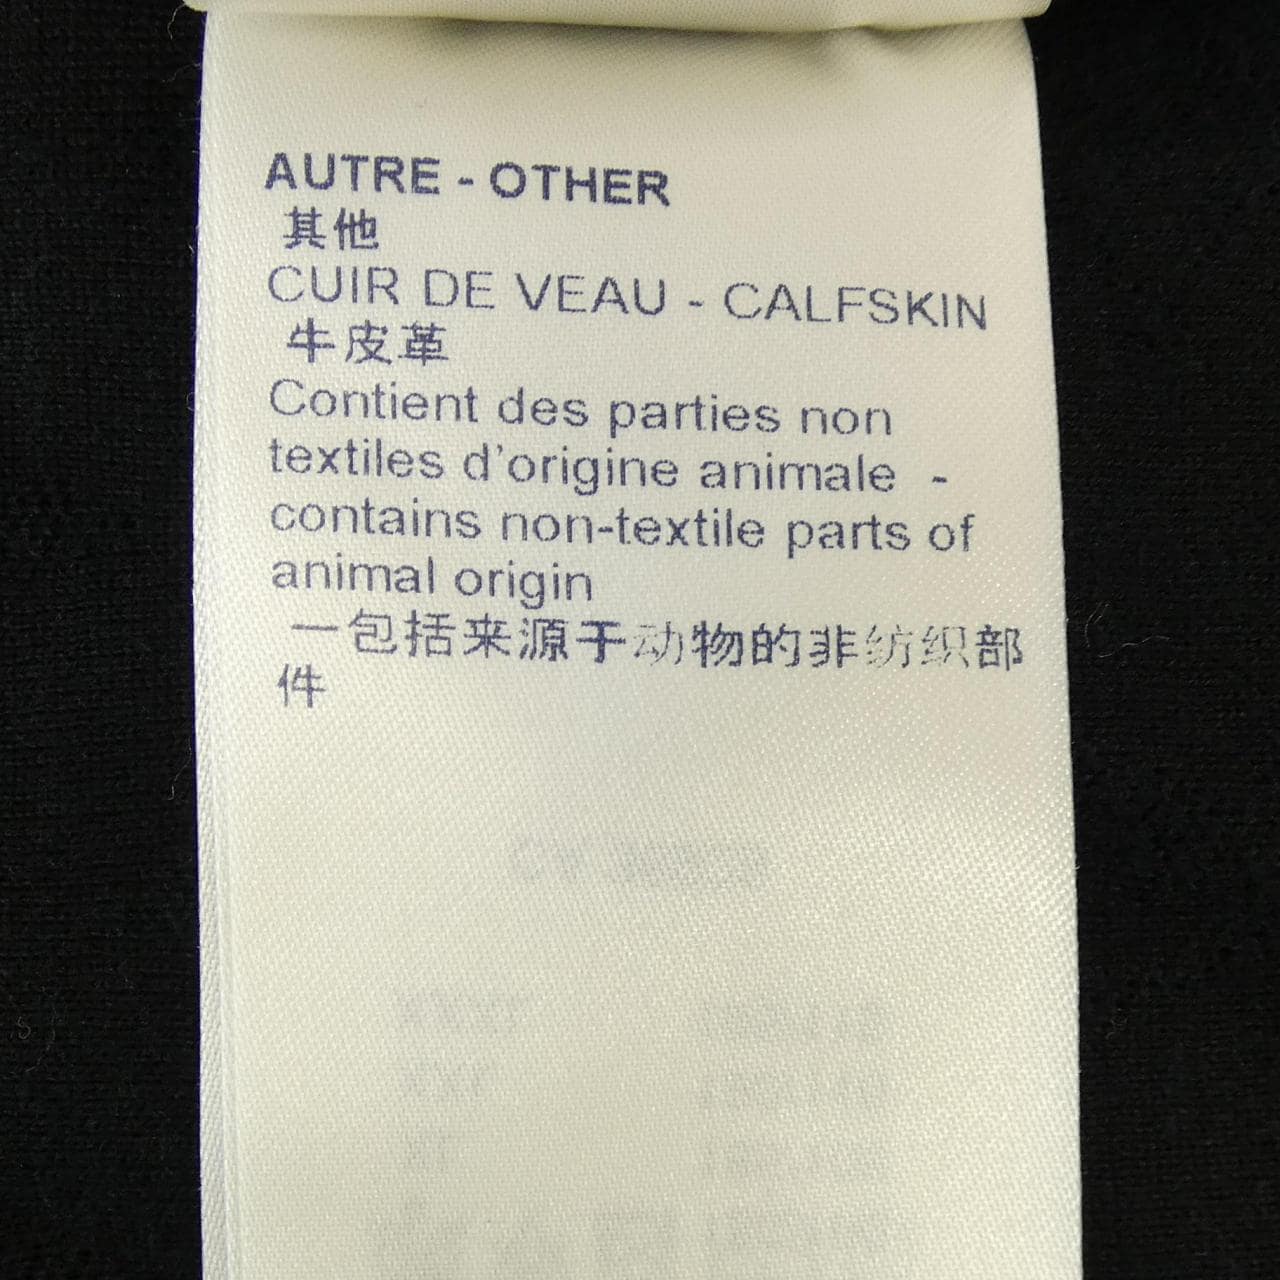 AUTRE - OTHER
其他
CUIR DE VEAU - CALFSKIN
牛皮革
Contient des parties non
textiles d'origine animale -
contains non-textile parts of
animal origin
一包括来源于动物的非纺织部
件